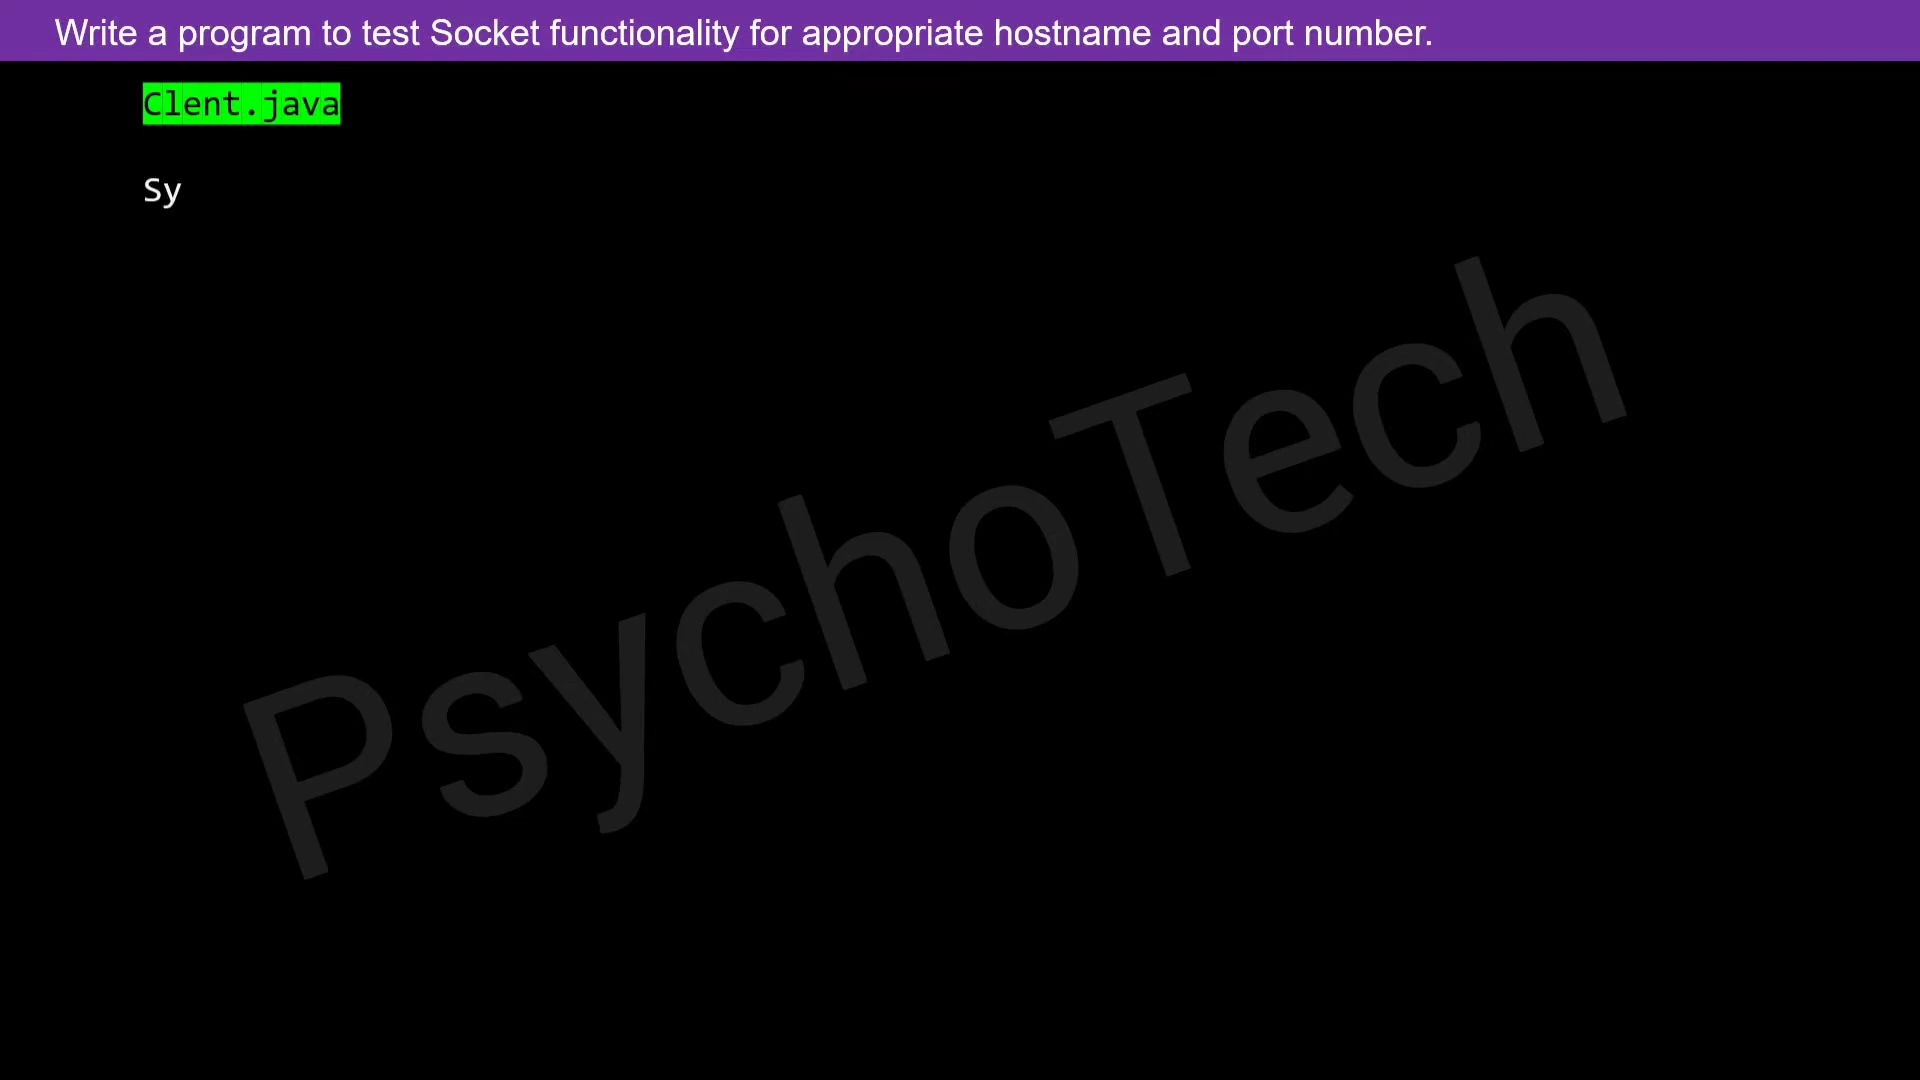 Write a program to test Socket functionality for appropriate hostname and port number.
Clent.java
Sy
PsychoTech